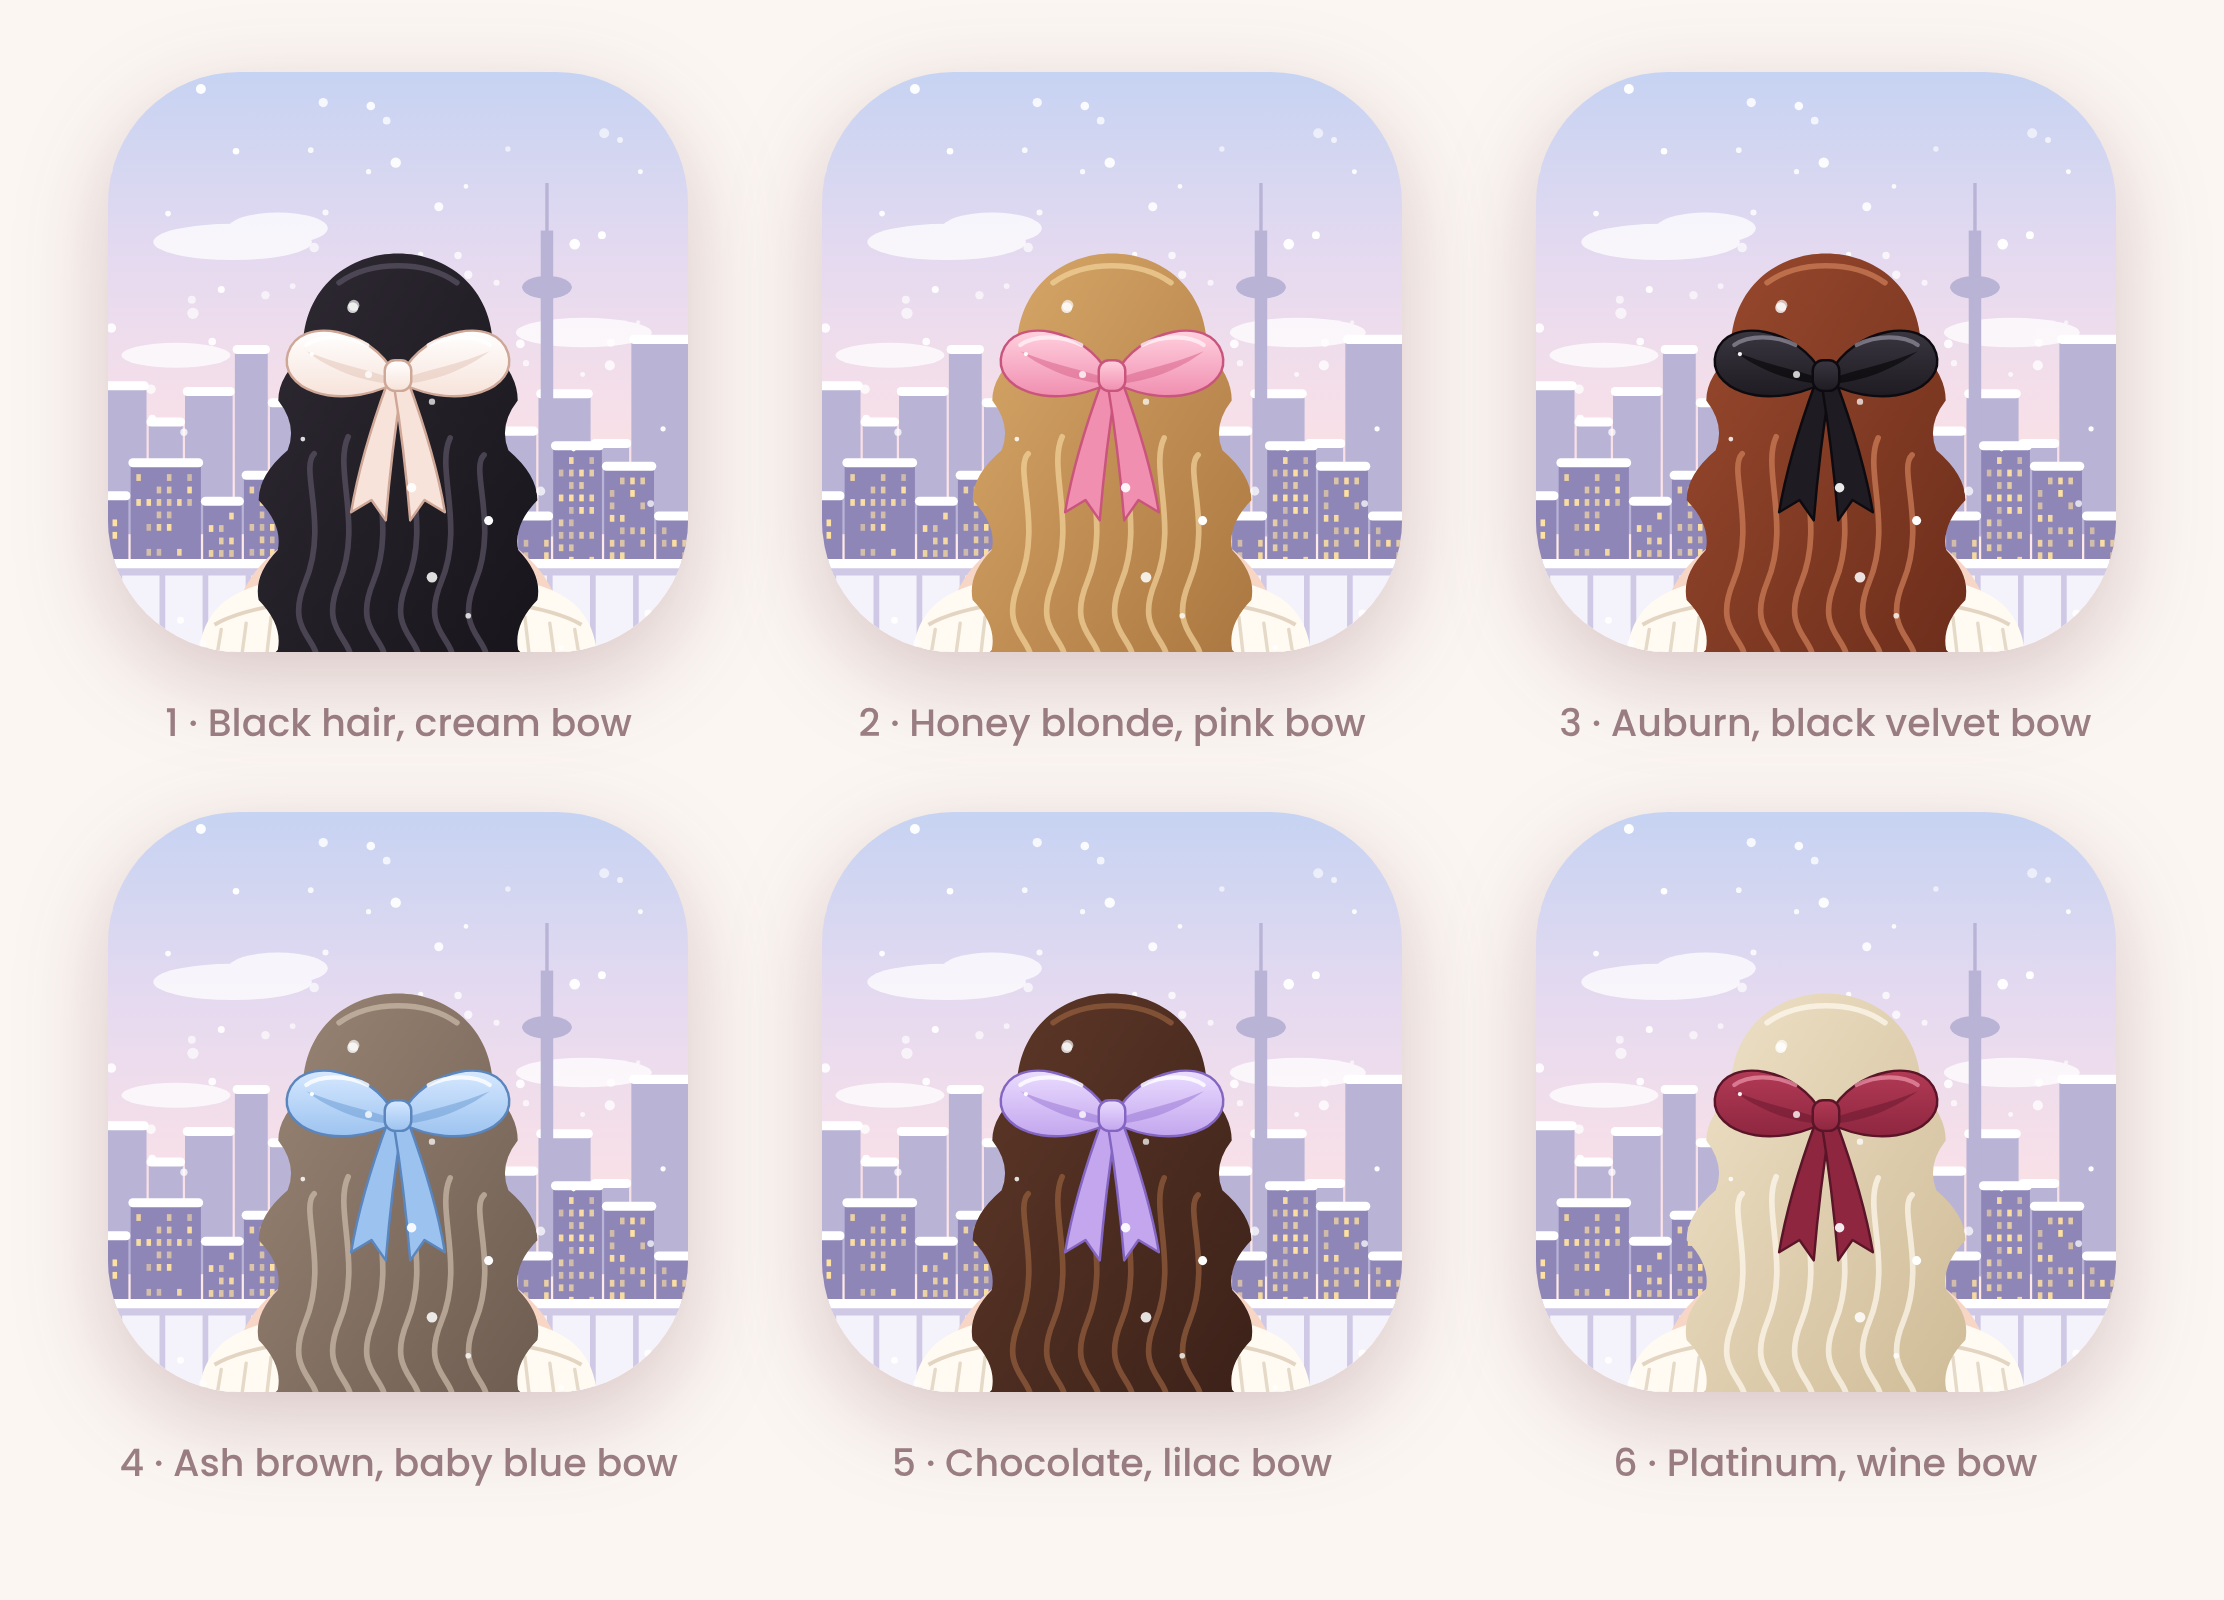 1 · Black hair, cream bow
2 · Honey blonde, pink bow
3 · Auburn, black velvet bow
4 · Ash brown, baby blue bow
5 · Chocolate, lilac bow
6 · Platinum, wine bow